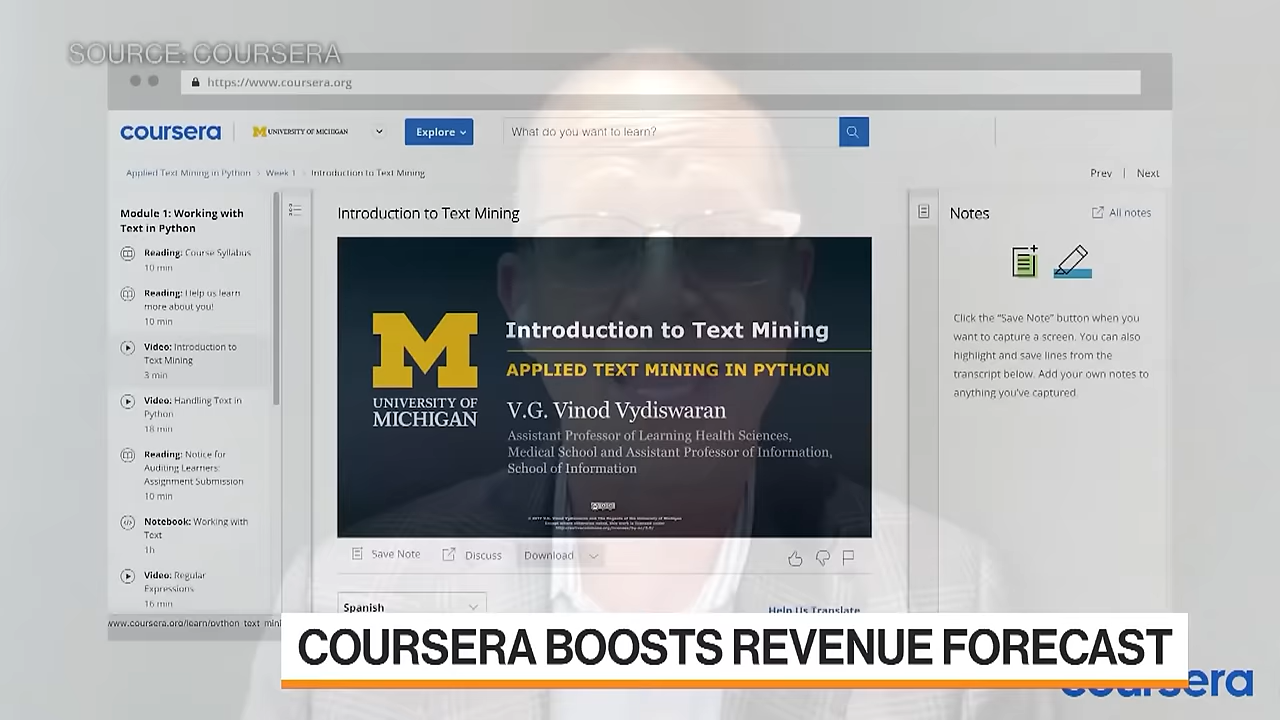 SOURCE: COURSERA
https://www.coursera.org
coursera
M UNIVERSITY OF MICHIGAN
Explore
What do you want to learn?
Applied Text Mining in Python > Week 1 > Introduction to Text Mining
Prev | Next
Module 1: Working with
Text in Python
Reading: Course Syllabus
10 min
Reading: Help us learn
more about you!
10 min
Video: Introduction to
Text Mining
3 min
Video: Handling Text in
Python
18 min
Reading: Notice for
Auditing Learners:
Assignment Submission
10 min
Notebook: Working with
Text
1h
Video: Regular
Expressions
16 min
Introduction to Text Mining
M
UNIVERSITY OF
MICHIGAN
Introduction to Text Mining
APPLIED TEXT MINING IN PYTHON
V.G. Vinod Vydiswaran
Assistant Professor of Learning Health Sciences,
Medical School and Assistant Professor of Information,
School of Information
Save Note
Discuss
Download
Spanish
Help Us Translate
Notes
All notes
Click the “Save Note” button when you
want to capture a screen. You can also
highlight and save lines from the
transcript below. Add your own notes to
anything you've captured.
COURSERA BOOSTS REVENUE FORECAST
coursera